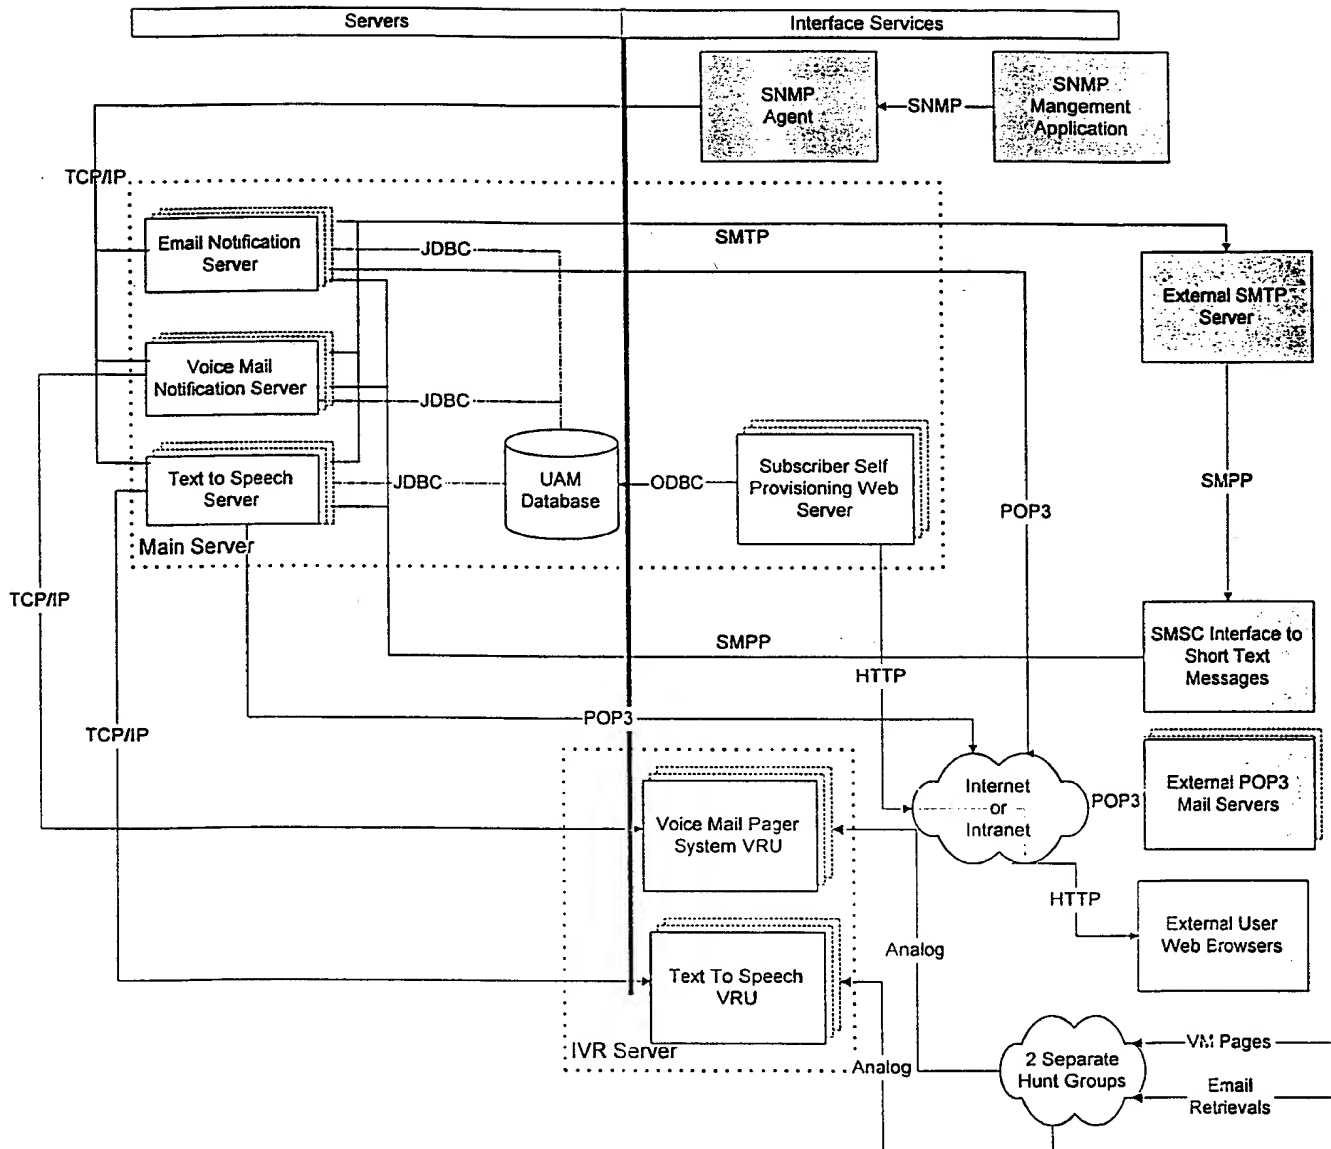 Servers
Interface Services
SNMP
Agent
SNMP
SNMP
Mangement
Application
TCP/IP
Email Notification
Server
JDBC
SMTP
External SMTP
Server
Voice Mail
Notification Server
JDBC
Text to Speech
Server
JDBC
UAM
Database
ODBC
Subscriber Self
Provisioning Web
Server
SMPP
POP3
Main Server
TCP/IP
SMPP
SMSC Interface to
Short Text
Messages
HTTP
POP3
TCP/IP
Internet
or
Intranet
POP3
External POP3
Mail Servers
Voice Mail Pager
System VRU
HTTP
External User
Web Browsers
Analog
Text To Speech
VRU
IVR Server
Analog
2 Separate
Hunt Groups
VM Pages
Email
Retrievals